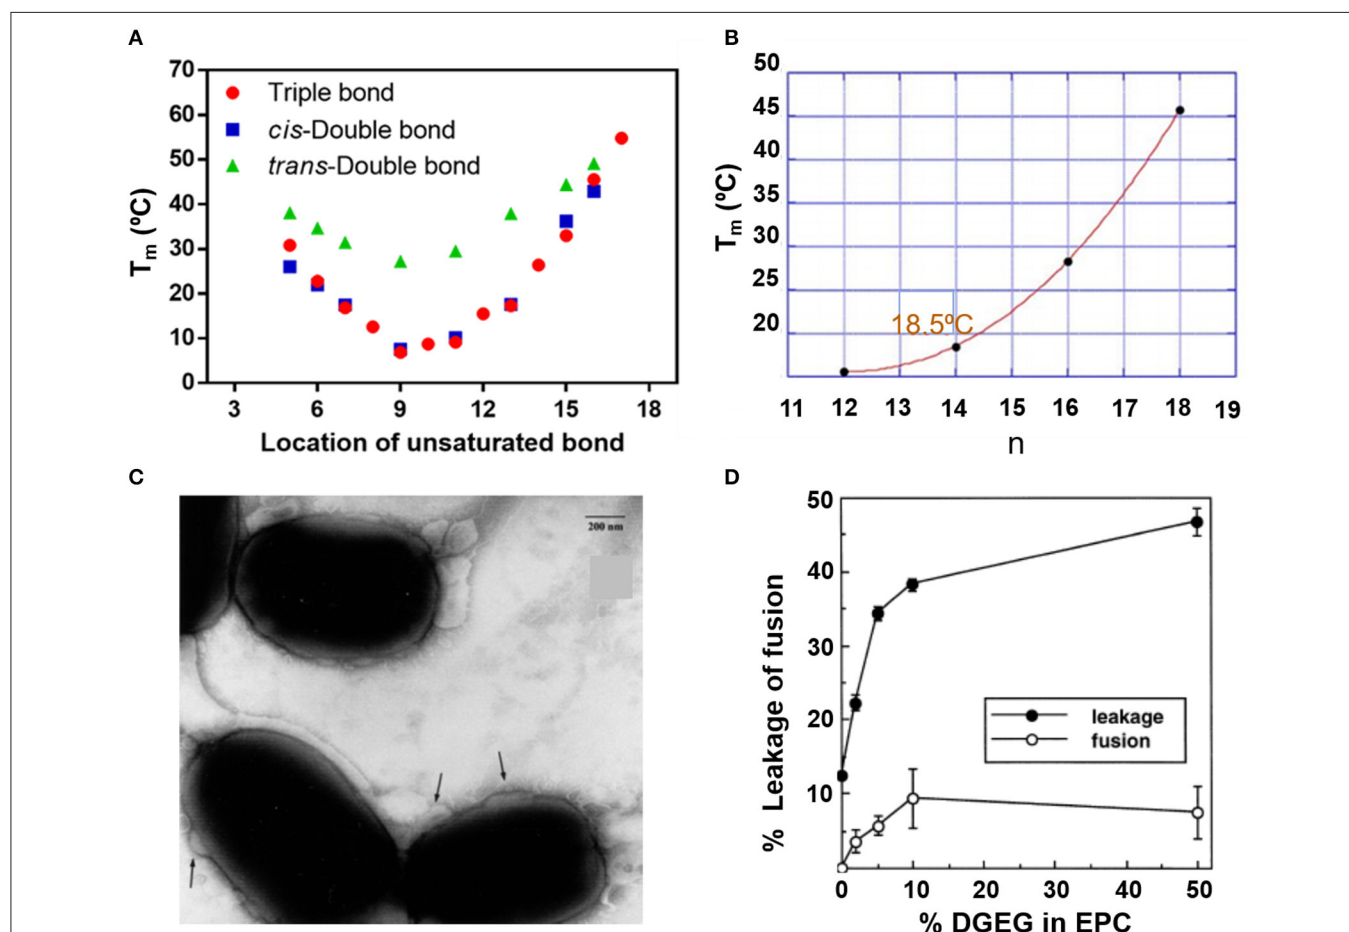 A
70
60
50
40
30
20
10
0
Triple bond
cis-Double bond
trans-Double bond
Tm (ºC)
3 6 9 12 15 18
Location of unsaturated bond
B
50
45
40
35
30
25
20
Tm (ºC)
18.5ºC
11 12 13 14 15 16 17 18 19
n
C
200 nm
D
50
40
30
20
10
% Leakage of fusion
leakage
fusion
0 10 20 30 40 50
% DGEG in EPC